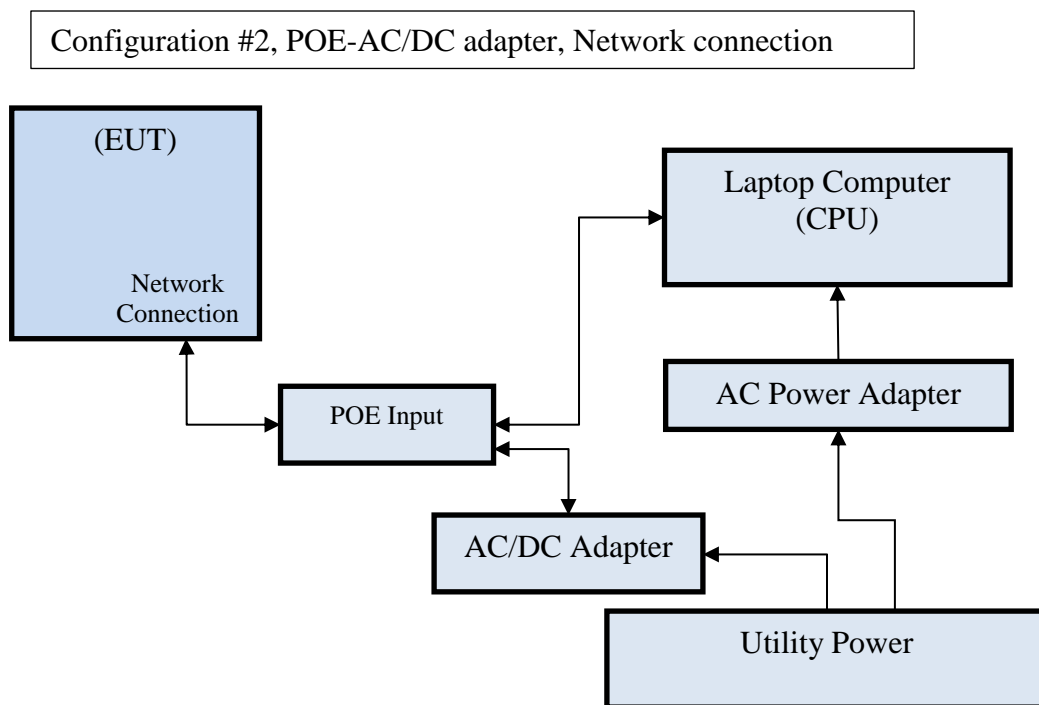 Configuration #2, POE-AC/DC adapter, Network connection
(EUT)
Network
Connection
Laptop Computer
(CPU)
POE Input
AC Power Adapter
AC/DC Adapter
Utility Power